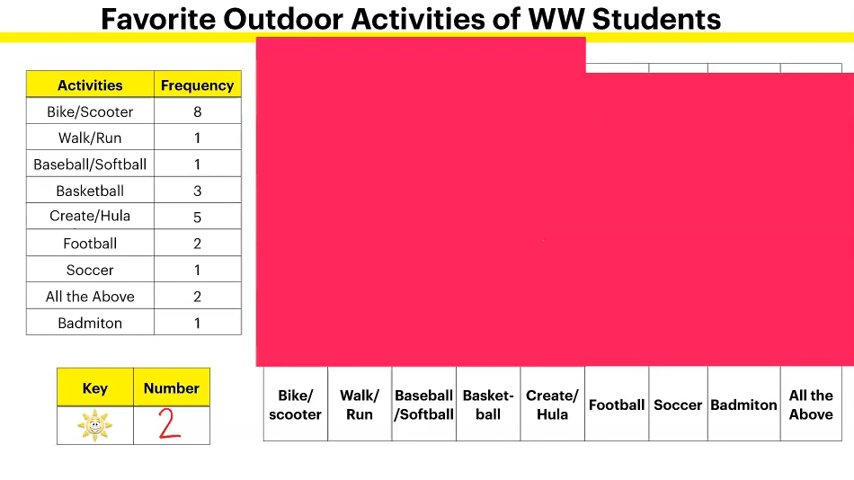 Favorite Outdoor Activities of WW Students
Activities Frequency
Bike/Scooter 8
Walk/Run 1
Baseball/Softball 1
Basketball 3
Create/Hula 5
Football 2
Soccer 1
All the Above 2
Badmiton 1
Key Number
2
Bike/ Walk/ Baseball Basket- Create/ Football Soccer Badmiton All the
scooter Run /Softball ball Hula Above